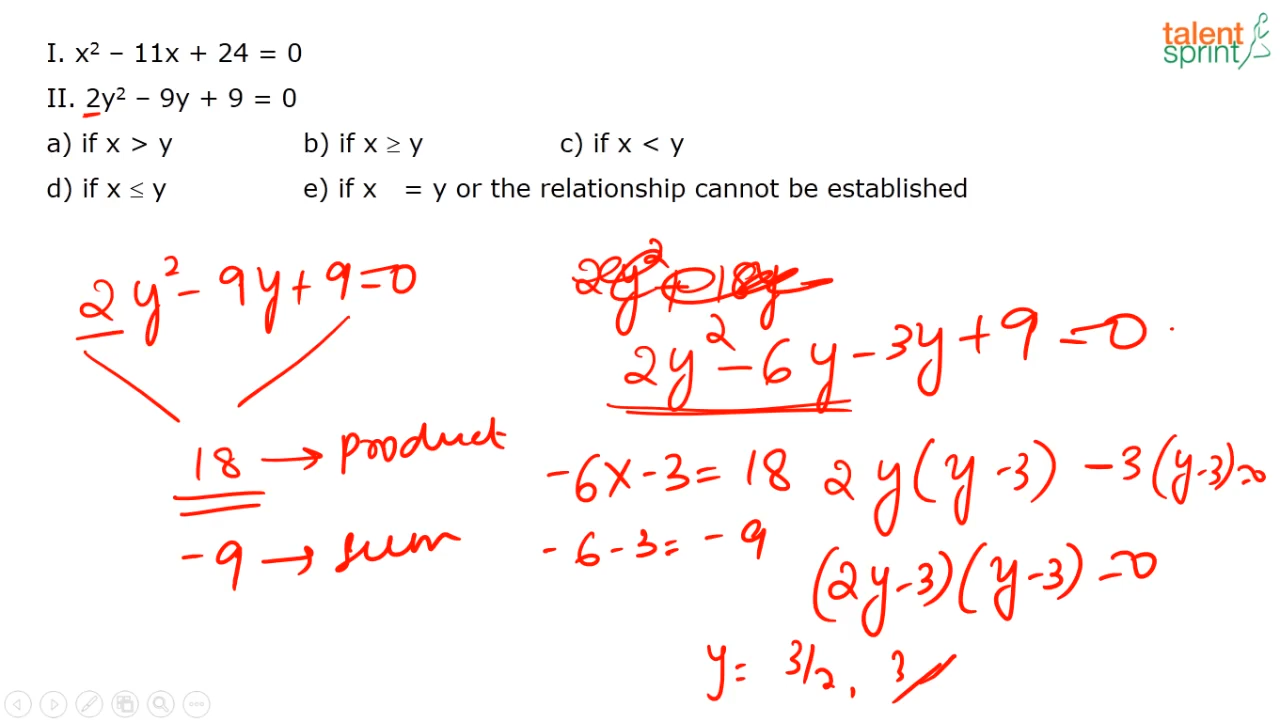 talent
sprint
I. x² − 11x + 24 = 0
II. 2y² − 9y + 9 = 0
a) if x > y b) if x ≥ y c) if x < y
d) if x ≤ y e) if x = y or the relationship cannot be established
2y² - 9y + 9 = 0
2y² - 6y - 3y + 9 = 0
18 → product
-9 → sum
-6 x -3 = 18
-6 -3 = -9
2y(y-3) -3(y-3)=0
(2y-3)(y-3)=0
y = 3/2, 3